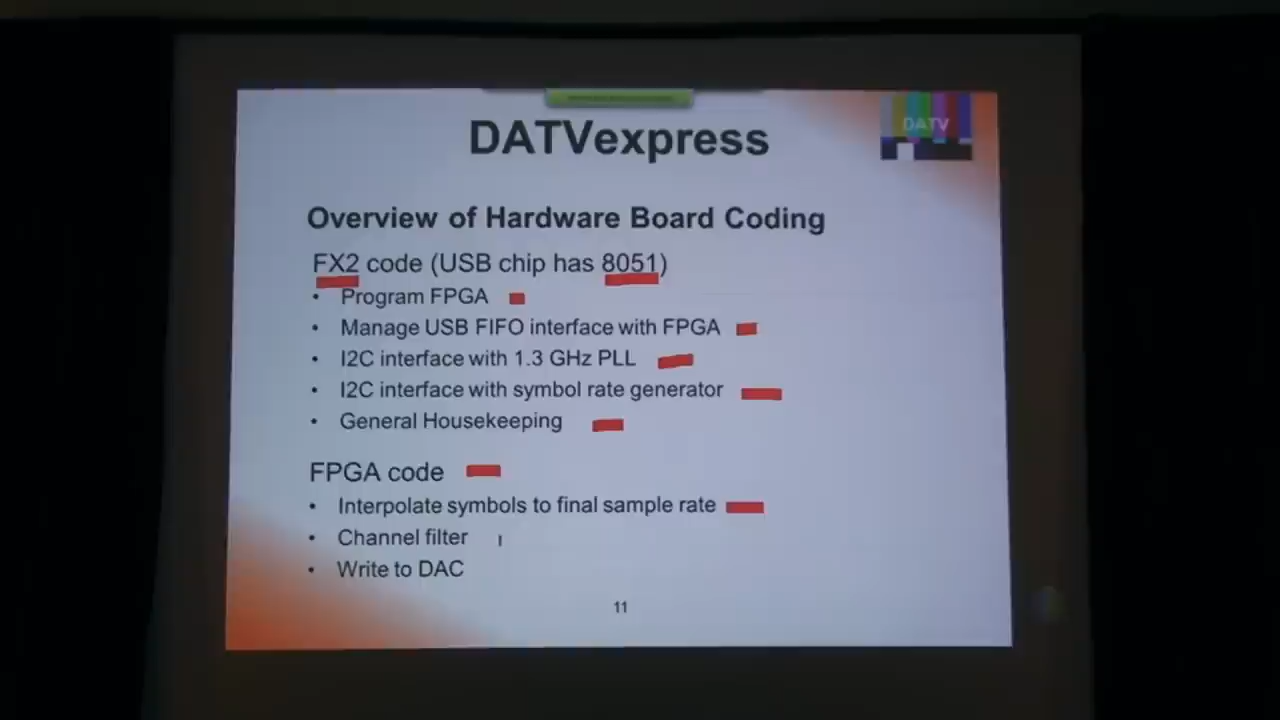 DATVexpress
DATV
Overview of Hardware Board Coding
FX2 code (USB chip has 8051)
• Program FPGA
• Manage USB FIFO interface with FPGA
• I2C interface with 1.3 GHz PLL
• I2C interface with symbol rate generator
• General Housekeeping
FPGA code
• Interpolate symbols to final sample rate
• Channel filter
• Write to DAC
11